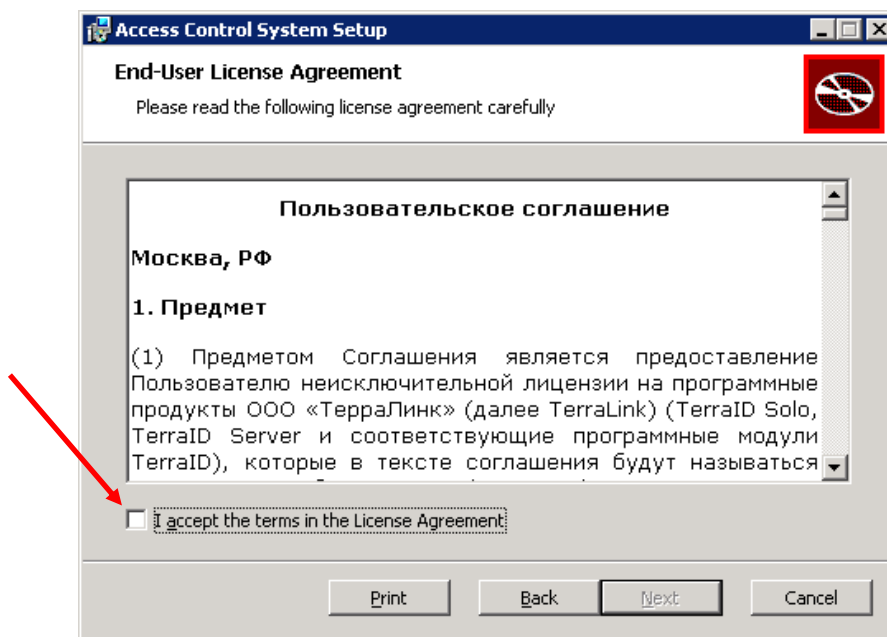 Access Control System Setup
End-User License Agreement
Please read the following license agreement carefully
Пользовательское соглашение
Москва, РФ
1. Предмет
(1) Предметом Соглашения является предоставление
Пользователю неисключительной лицензии на программные
продукты ООО «ТерраЛинк» (далее TerraLink) (TerraID Solo,
TerraID Server и соответствующие программные модули
TerraID), которые в тексте соглашения будут называться
I accept the terms in the License Agreement
Print Back Next Cancel